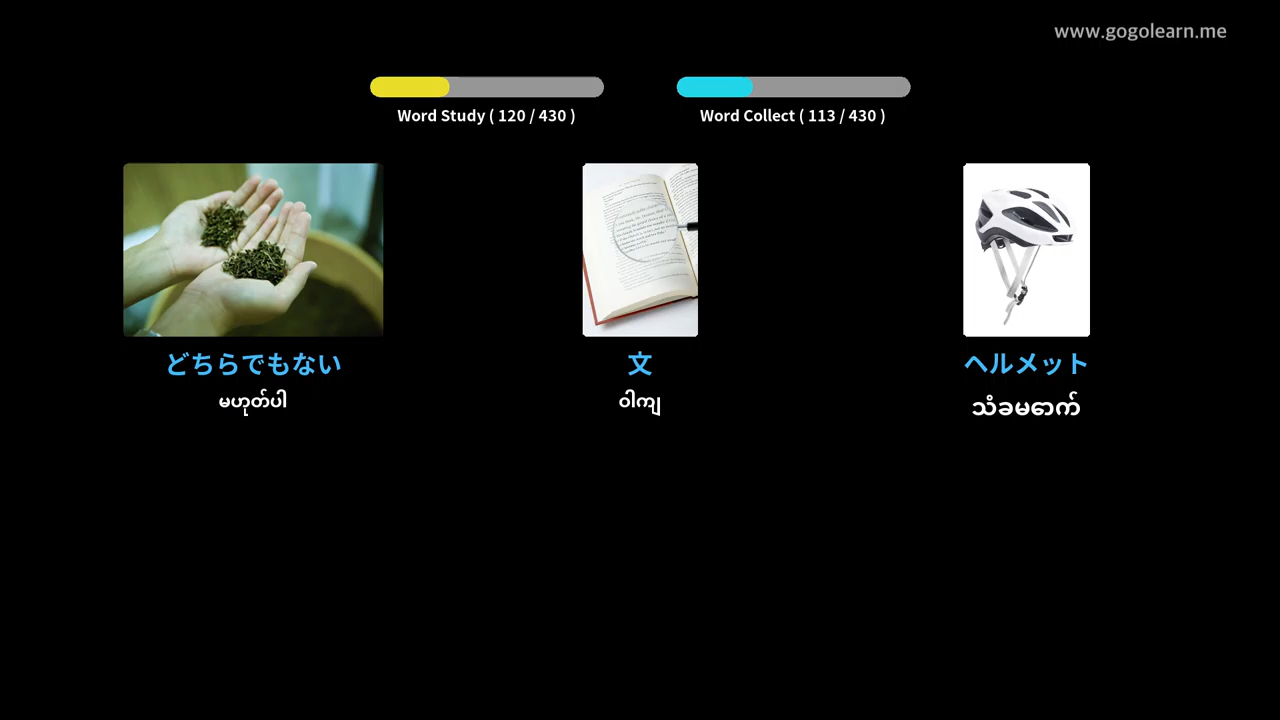 www.gogolearn.me
Word Study ( 120 / 430 )
Word Collect ( 113 / 430 )
どちらでもない
文
ヘルメット
မဟုတ်ပါ
ဝါကျ
သံခမောက်